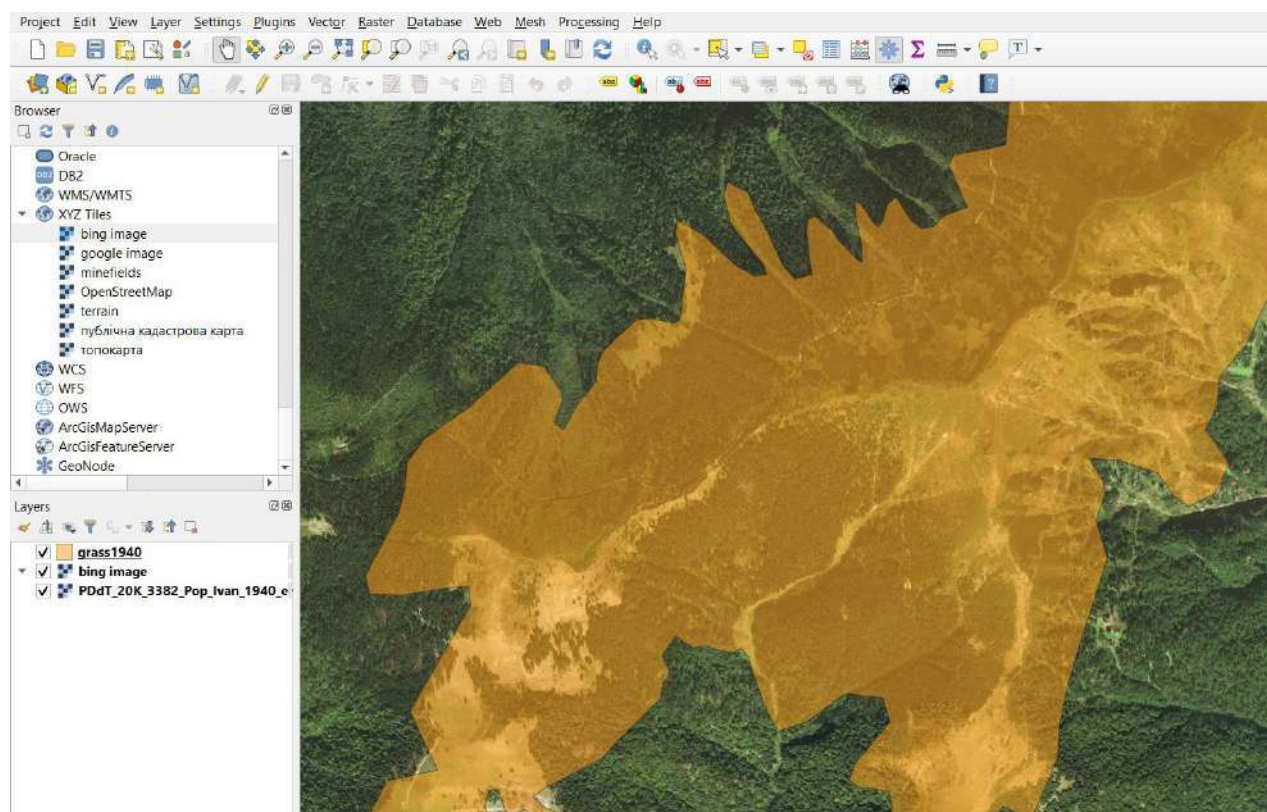 Project Edit View Layer Settings Plugins Vector Raster Database Web Mesh Processing Help
Browser
Oracle
DB2
WMS/WMTS
XYZ Tiles
bing image
google image
minefields
OpenStreetMap
terrain
публічна кадастрова карта
топокарта
WCS
WFS
OWS
ArcGisMapServer
ArcGisFeatureServer
GeoNode
Layers
grass1940
bing image
PDdT_20K_3382_Pop_Ivan_1940_e